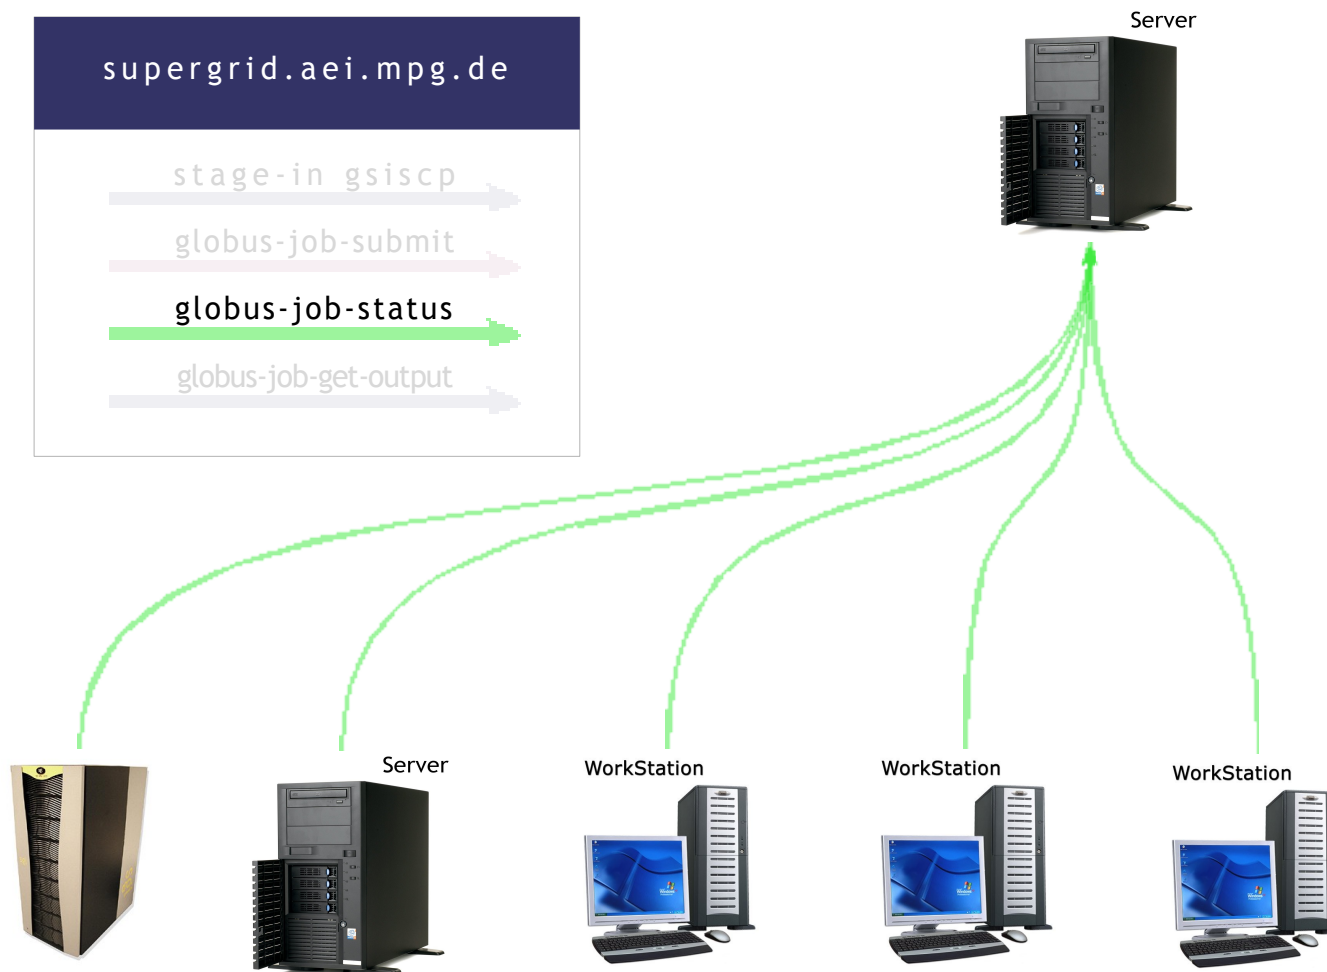 Server
supergrid.aei.mpg.de
stage-in gsiscp
globus-job-submit
globus-job-status
globus-job-get-output
Server
WorkStation
WorkStation
WorkStation